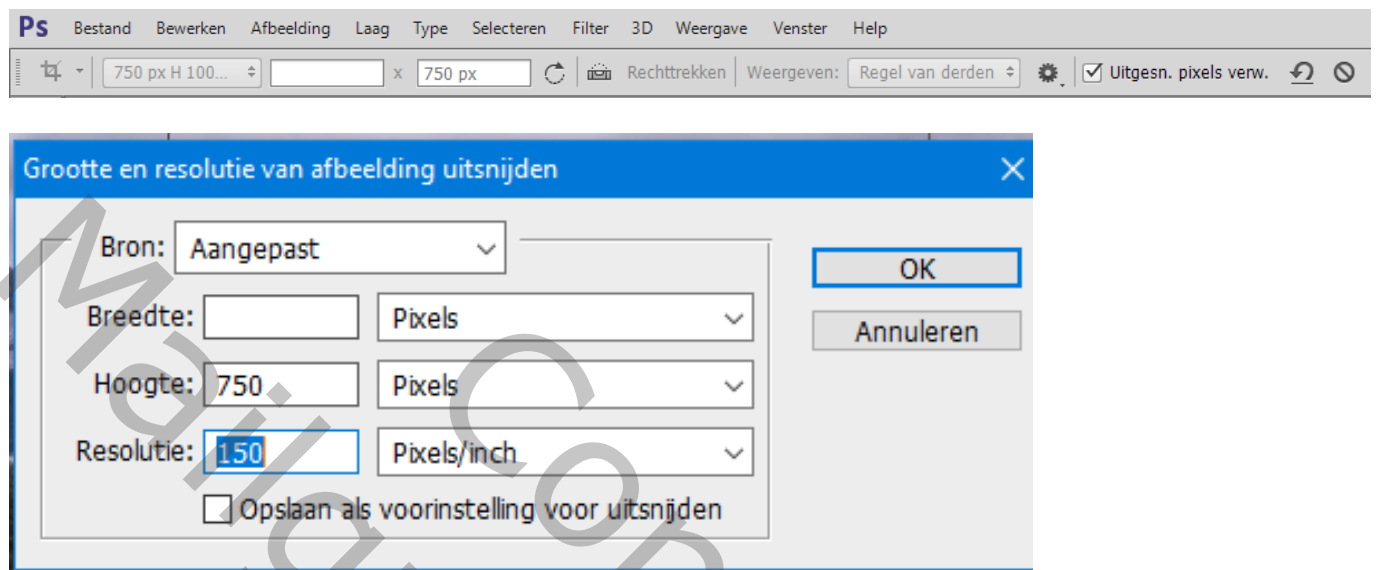 Ps Bestand Bewerken Afbeelding Laag Type Selecteren Filter 3D Weergave Venster Help
750 px H 100... x 750 px Rechttrekken Weergeven: Regel van derden Uitgesn. pixels verw.
Grootte en resolutie van afbeelding uitsnijden
Bron: Aangepast
OK
Breedte: Pixels
Annuleren
Hoogte: 750 Pixels
Resolutie: 150 Pixels/inch
Opslaan als voorinstelling voor uitsnijden